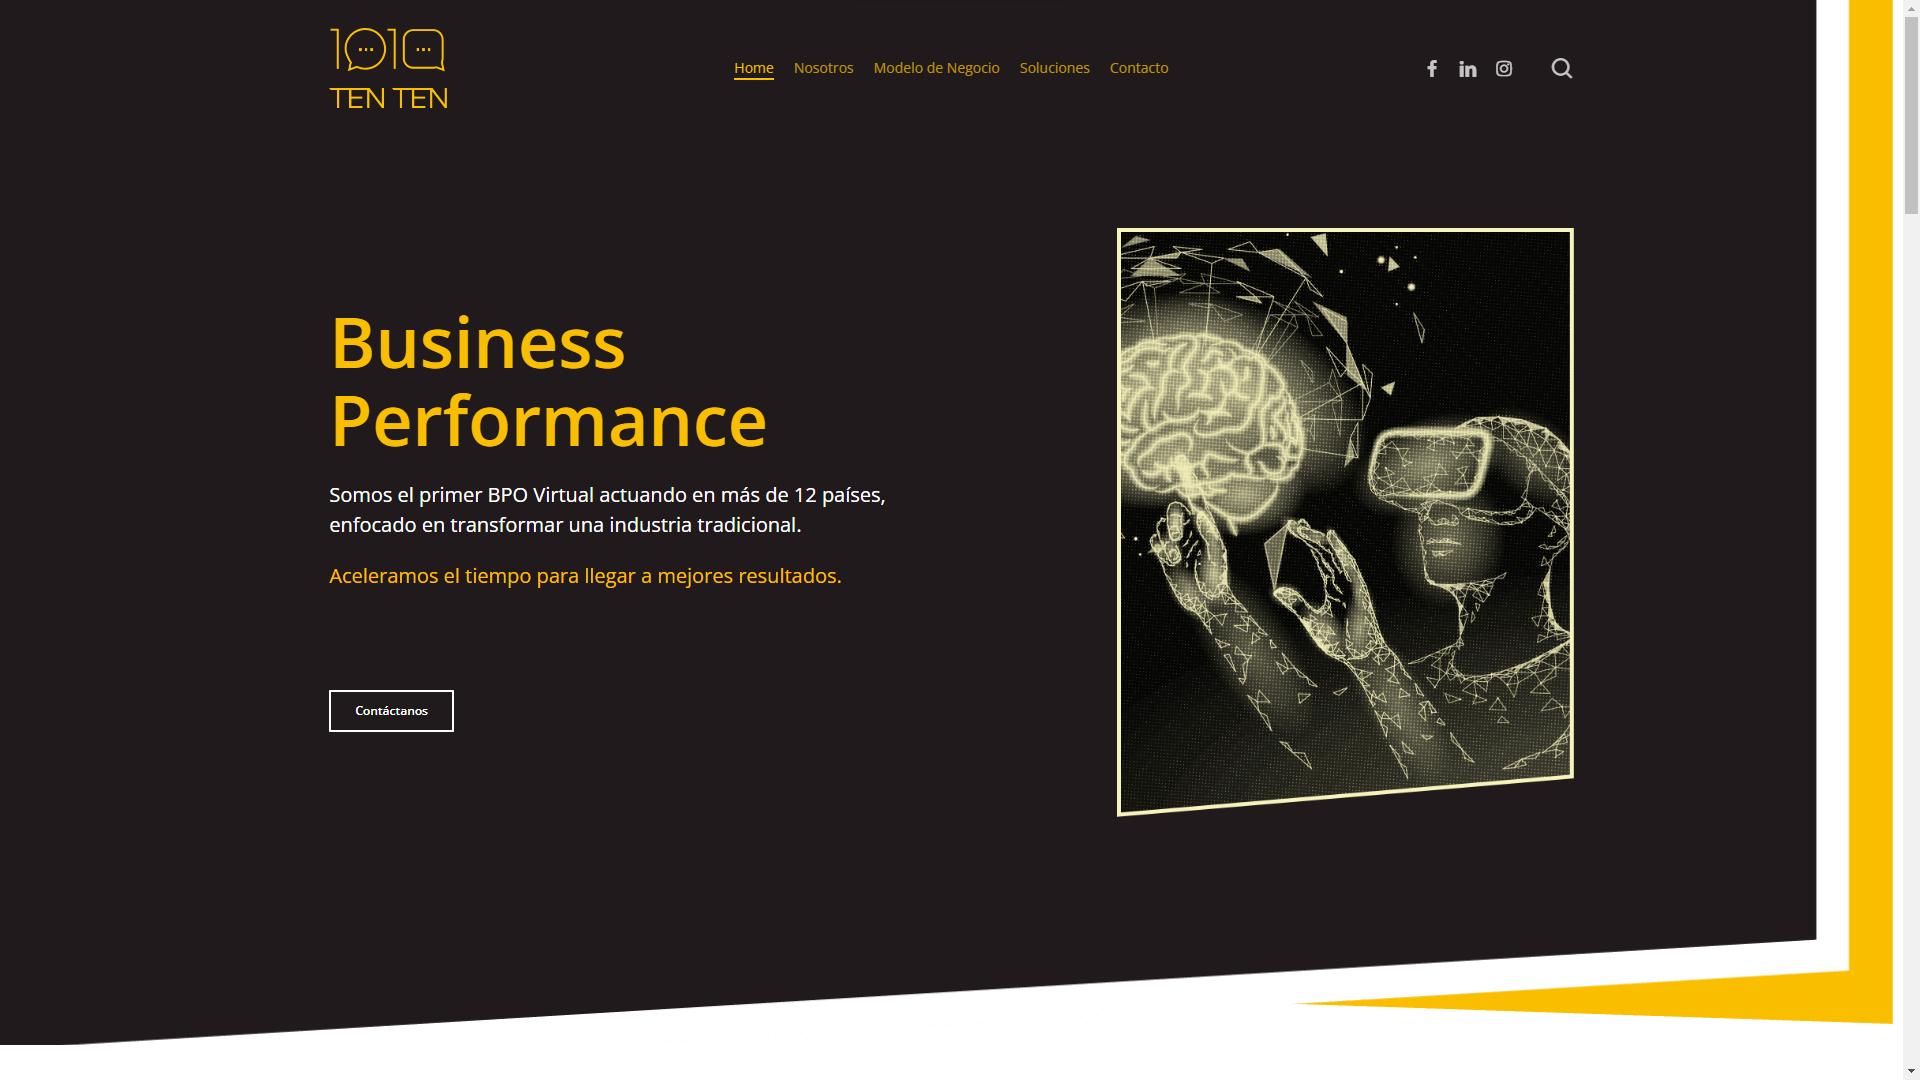 1010
TEN TEN
Home Nosotros Modelo de Negocio Soluciones Contacto
Business
Performance
Somos el primer BPO Virtual actuando en más de 12 países,
enfocado en transformar una industria tradicional.
Aceleramos el tiempo para llegar a mejores resultados.
Contáctanos